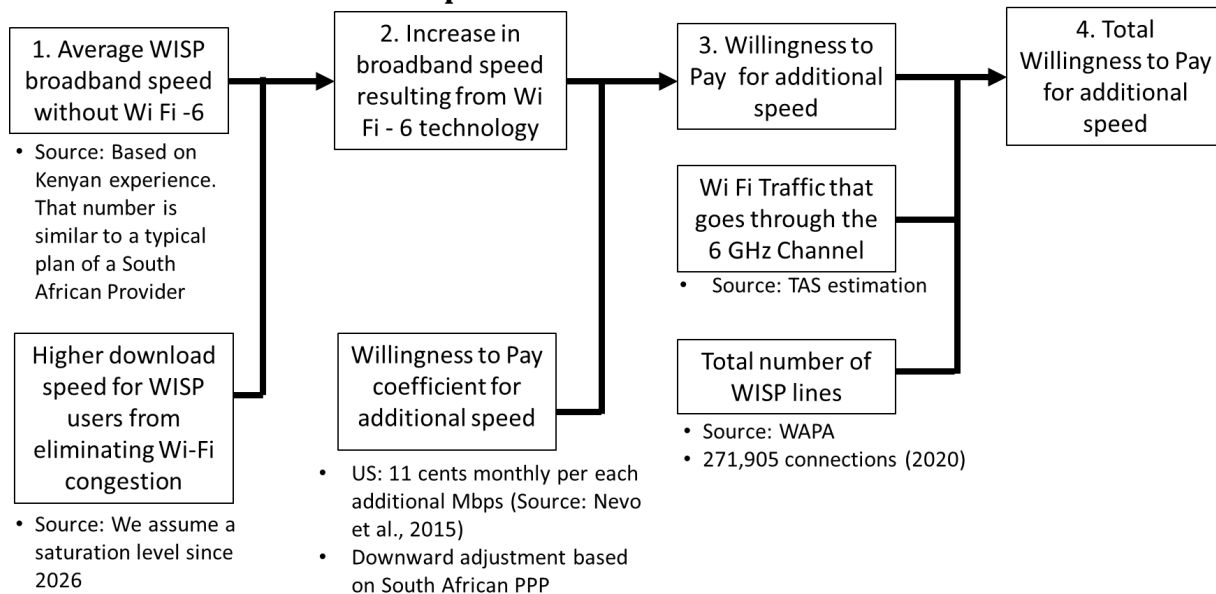 1. Average WISP
broadband speed
without Wi Fi -6
• Source: Based on
Kenyan experience.
That number is
similar to a typical
plan of a South
African Provider
Higher download
speed for WISP
users from
eliminating Wi-Fi
congestion
• Source: We assume a
saturation level since
2026
2. Increase in
broadband speed
resulting from Wi
Fi - 6 technology
Willingness to Pay
coefficient for
additional speed
• US: 11 cents monthly per each
additional Mbps (Source: Nevo
et al., 2015)
• Downward adjustment based
on South African PPP
3. Willingness to
Pay for additional
speed
Wi Fi Traffic that
goes through the
6 GHz Channel
• Source: TAS estimation
Total number of
WISP lines
• Source: WAPA
• 271,905 connections (2020)
4. Total
Willingness to Pay
for additional
speed